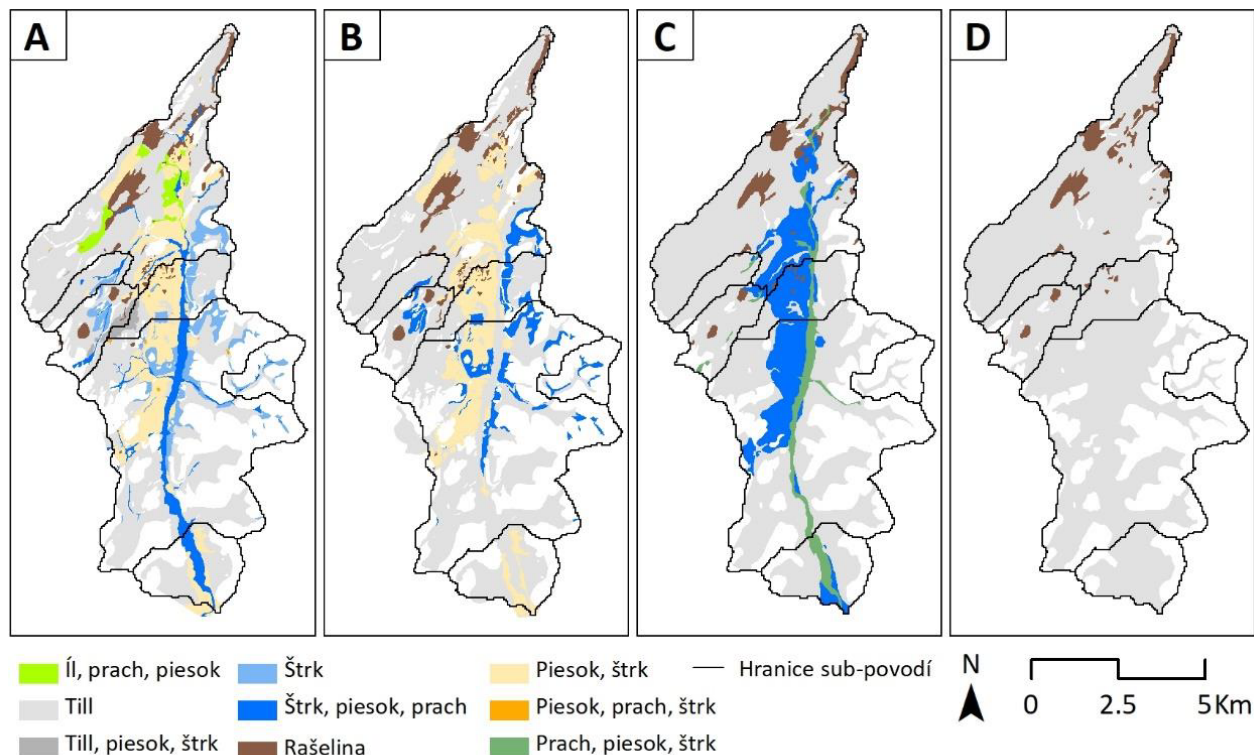 A B C D
Íl, prach, piesok Štrk Piesok, štrk Hranice sub-povodí N
Till Štrk, piesok, prach Piesok, prach, štrk 0 2.5 5 Km
Till, piesok, štrk Rašelina Prach, piesok, štrk